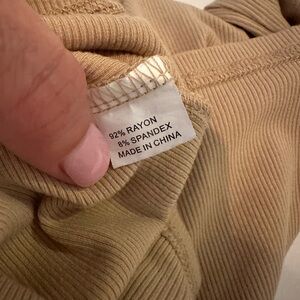 92% RAYON
8% SPANDEX
MADE IN CHINA